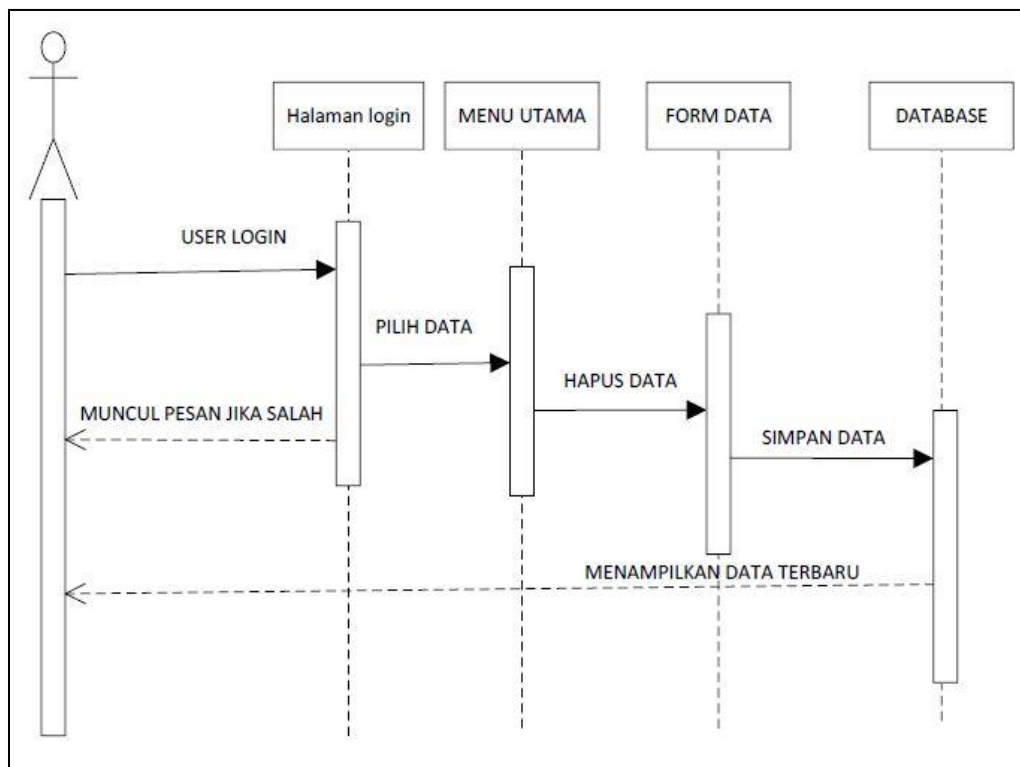 Halaman login
MENU UTAMA
FORM DATA
DATABASE
USER LOGIN
PILIH DATA
HAPUS DATA
MUNCUL PESAN JIKA SALAH
SIMPAN DATA
MENAMPILKAN DATA TERBARU